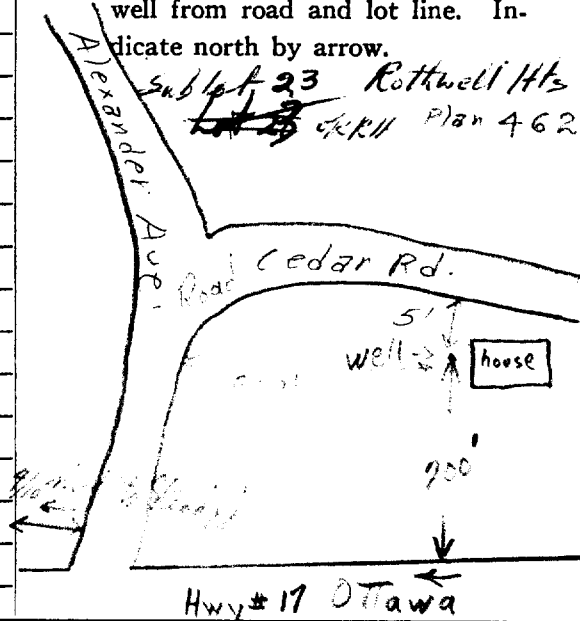 well from road and lot line. In-
dicate north by arrow.
Sublot 23 Rothwell Hts
Plan 462
Alexander Ave.
Road
Cedar Rd.
5'
well →
house
Hwy # 17 Ottawa